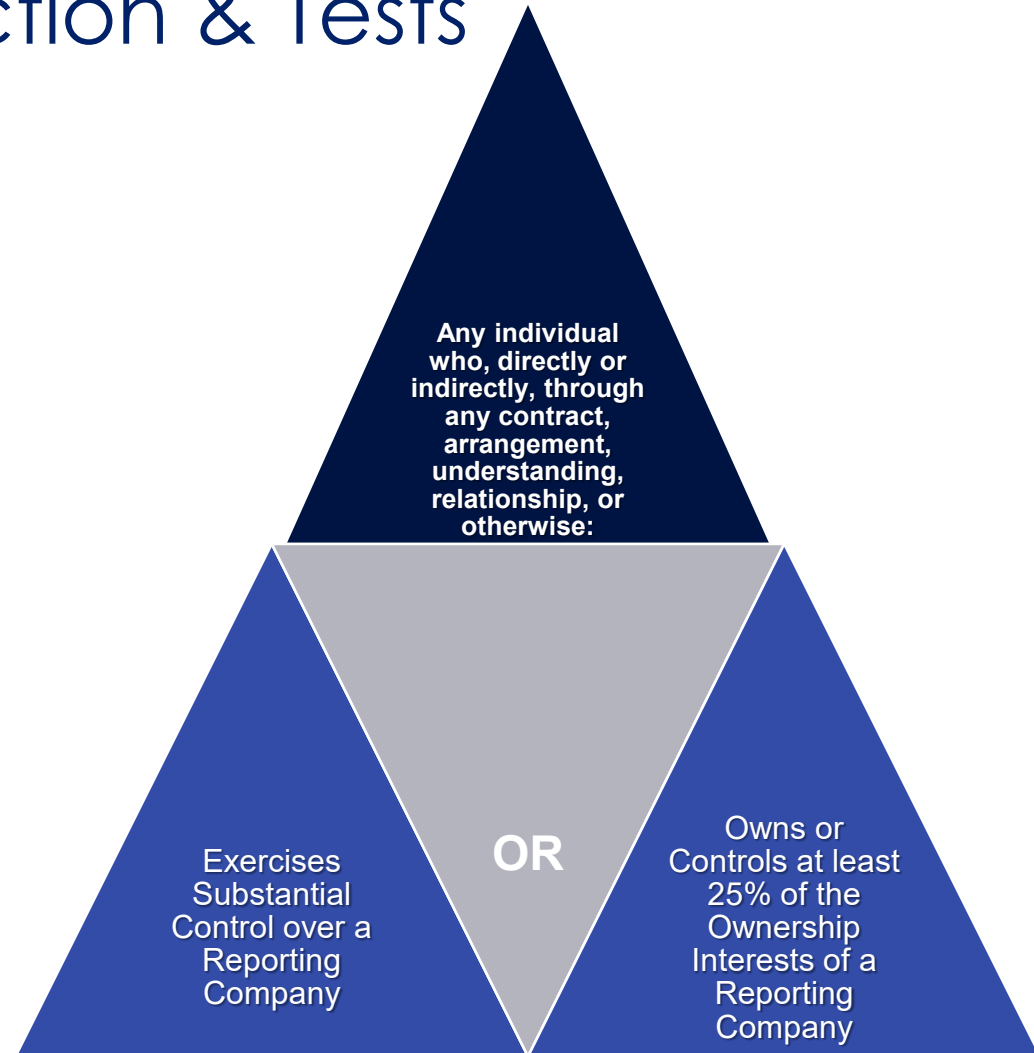 ction & Tests
Any individual
who, directly or
indirectly, through
any contract,
arrangement,
understanding,
relationship, or
otherwise:
Exercises
Substantial
Control over a
Reporting
Company
OR
Owns or
Controls at least
25% of the
Ownership
Interests of a
Reporting
Company